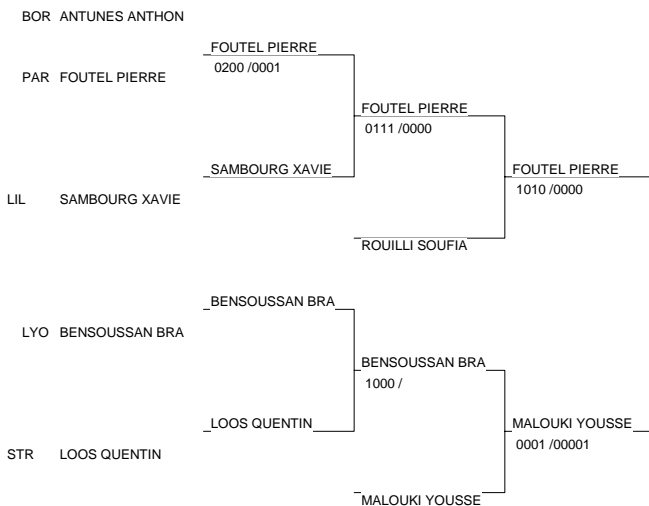 BOR ANTUNES ANTHON
FOUTEL PIERRE
0200 /0001
PAR FOUTEL PIERRE
FOUTEL PIERRE
0111 /0000
SAMBOURG XAVIE
FOUTEL PIERRE
1010 /0000
LIL SAMBOURG XAVIE
ROUILLI SOUFIA
BENSOUSSAN BRA
LYO BENSOUSSAN BRA
BENSOUSSAN BRA
1000 /
LOOS QUENTIN
MALOUKI YOUSSE
0001 /00001
STR LOOS QUENTIN
MALOUKI YOUSSE